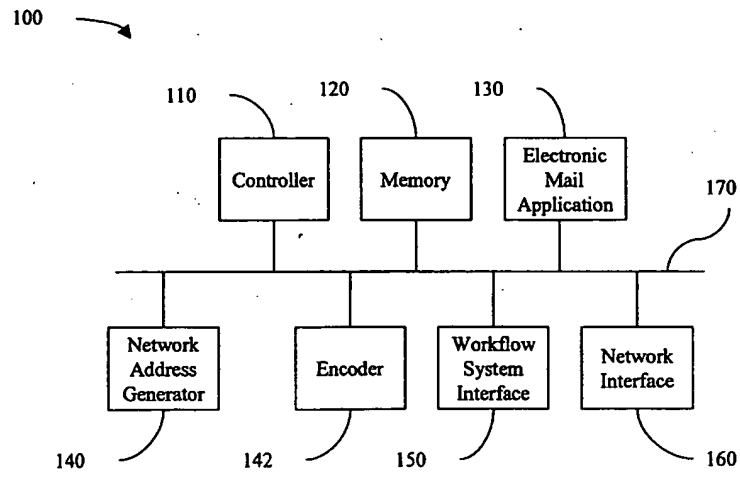 100
110
120
130
Controller
Memory
Electronic
Mail
Application
170
Network
Address
Generator
Encoder
Workflow
System
Interface
Network
Interface
140
142
150
160